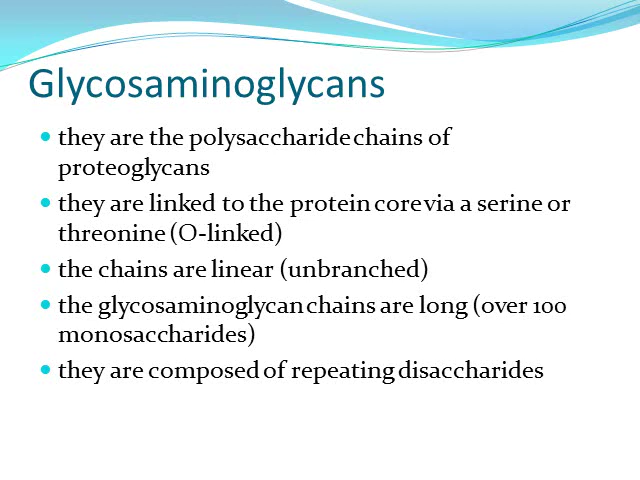 Glycosaminoglycans
• they are the polysaccharide chains of
proteoglycans
• they are linked to the protein core via a serine or
threonine (O-linked)
• the chains are linear (unbranched)
• the glycosaminoglycan chains are long (over 100
monosaccharides)
• they are composed of repeating disaccharides